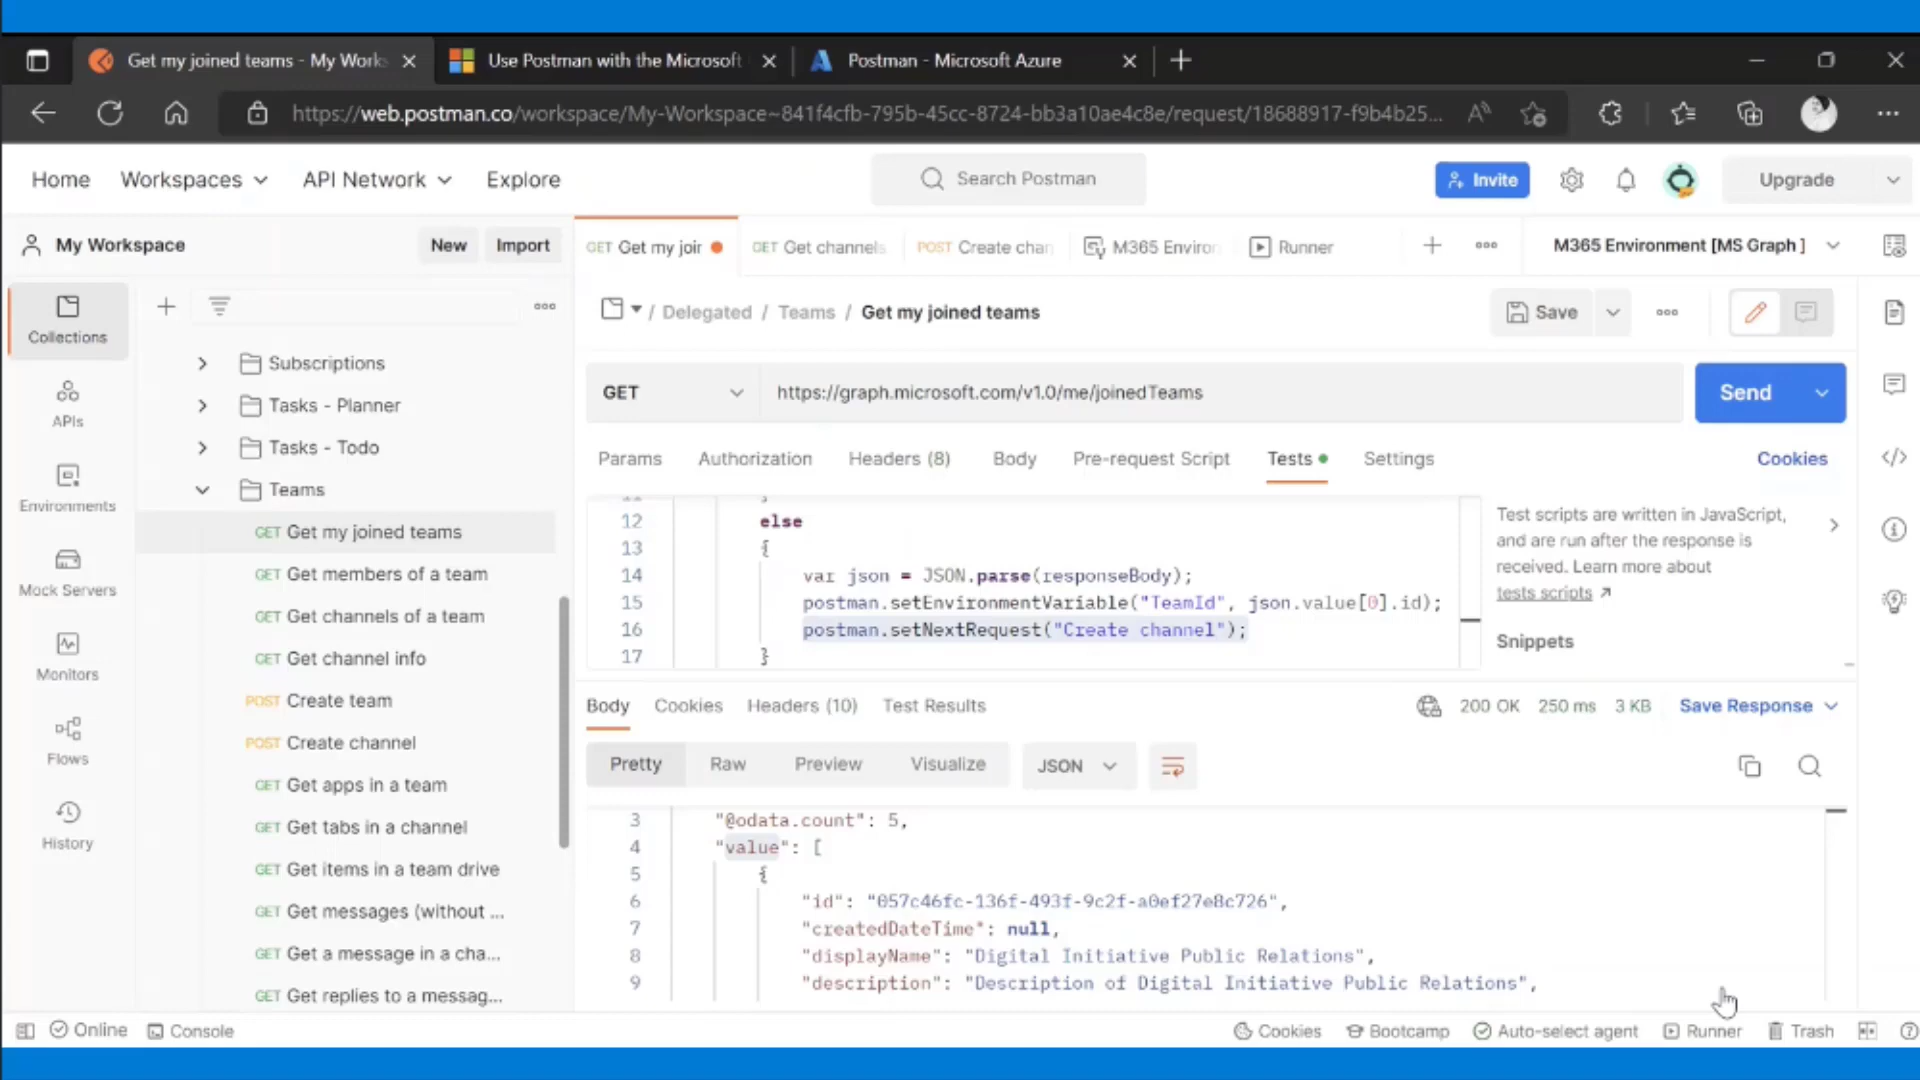 Get my joined teams - My Works
Use Postman with the Microsoft
Postman - Microsoft Azure
https://web.postman.co/workspace/My-Workspace~841f4cfb-795b-45cc-8724-bb3a10ae4c8e/request/18688917-f9b4b25...
Home
Workspaces
API Network
Explore
Search Postman
Invite
Upgrade
My Workspace
New
Import
GET Get my joir
GET Get channels
POST Create chan
M365 Environ
Runner
M365 Environment [MS Graph ]
Collections
APIs
Environments
Mock Servers
Monitors
Flows
History
Subscriptions
Tasks - Planner
Tasks - Todo
Teams
GET Get my joined teams
GET Get members of a team
GET Get channels of a team
GET Get channel info
POST Create team
POST Create channel
GET Get apps in a team
GET Get tabs in a channel
GET Get items in a team drive
GET Get messages (without ...
GET Get a message in a cha...
GET Get replies to a messag...
/ Delegated / Teams / Get my joined teams
Save
GET
https://graph.microsoft.com/v1.0/me/joinedTeams
Send
Params
Authorization
Headers (8)
Body
Pre-request Script
Tests
Settings
Cookies
12 else
13 {
14 var json = JSON.parse(responseBody);
15 postman.setEnvironmentVariable("TeamId", json.value[0].id);
16 postman.setNextRequest("Create channel");
17 }
Test scripts are written in JavaScript,
and are run after the response is
received. Learn more about
tests scripts
Snippets
Body
Cookies
Headers (10)
Test Results
200 OK
250 ms
3 KB
Save Response
Pretty
Raw
Preview
Visualize
JSON
3 "@odata.count": 5,
4 "value": [
5 {
6 "id": "057c46fc-136f-493f-9c2f-a0ef27e8c726",
7 "createdDateTime": null,
8 "displayName": "Digital Initiative Public Relations",
9 "description": "Description of Digital Initiative Public Relations",
Online
Console
Cookies
Bootcamp
Auto-select agent
Runner
Trash